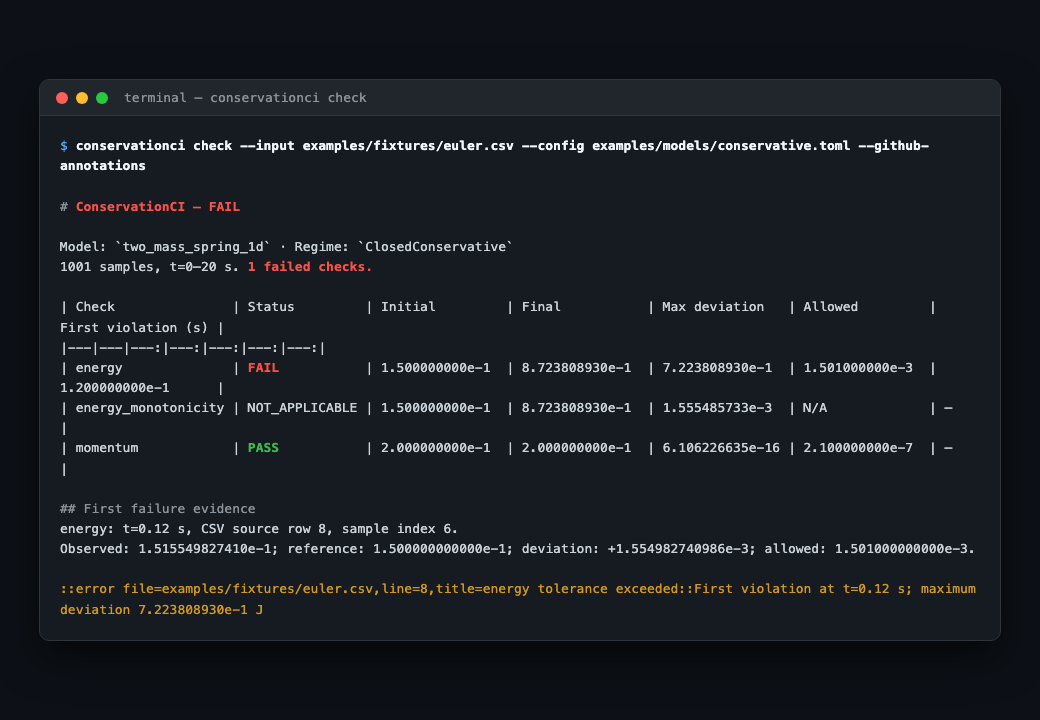 terminal — conservationci check
$ conservationci check --input examples/fixtures/euler.csv --config examples/models/conservative.toml --github-
annotations
# ConservationCI — FAIL
Model: `two_mass_spring_1d` · Regime: `ClosedConservative`
1001 samples, t=0–20 s. 1 failed checks.
| Check | Status | Initial | Final | Max deviation | Allowed |
First violation (s) |
|---|---|---:|---:|---:|---:|---:|
| energy | FAIL | 1.500000000e-1 | 8.723808930e-1 | 7.223808930e-1 | 1.501000000e-3 |
1.200000000e-1 |
| energy_monotonicity | NOT_APPLICABLE | 1.500000000e-1 | 8.723808930e-1 | 1.555485733e-3 | N/A | —
|
| momentum | PASS | 2.000000000e-1 | 2.000000000e-1 | 6.106226635e-16 | 2.100000000e-7 | —
|
## First failure evidence
energy: t=0.12 s, CSV source row 8, sample index 6.
Observed: 1.515549827410e-1; reference: 1.500000000000e-1; deviation: +1.554982740986e-3; allowed: 1.501000000000e-3.
::error file=examples/fixtures/euler.csv,line=8,title=energy tolerance exceeded::First violation at t=0.12 s; maximum
deviation 7.223808930e-1 J